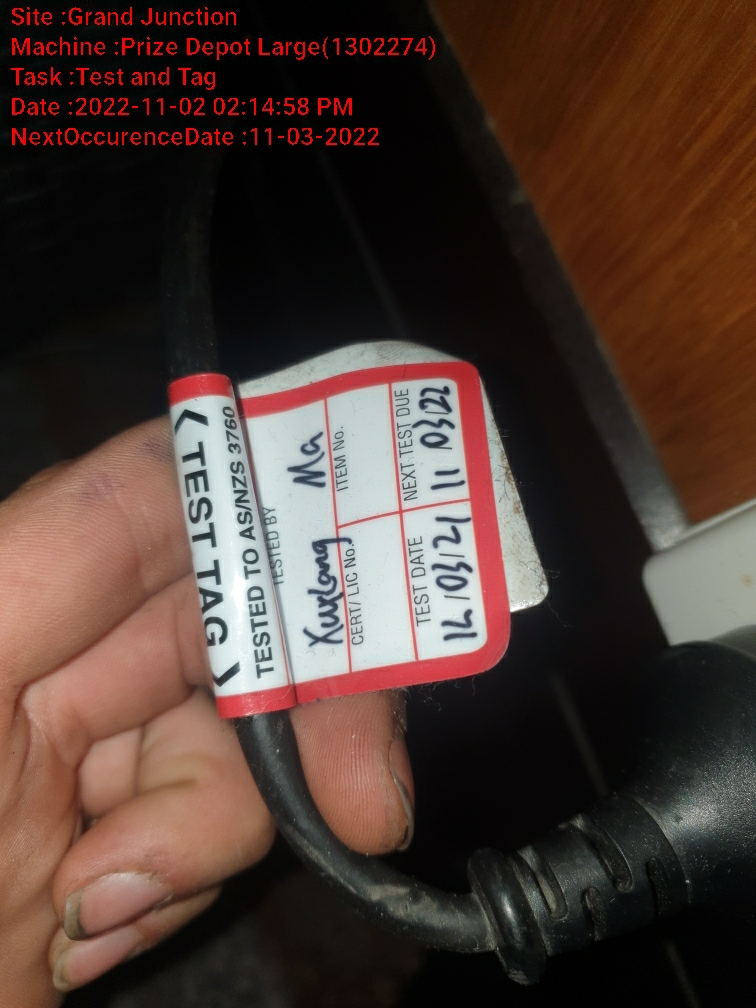 Site :Grand Junction
Machine :Prize Depot Large(1302274)
Task :Test and Tag
Date :2022-11-02 02:14:58 PM
NextOccurenceDate :11-03-2022
< TEST TAG >
TESTED TO AS/NZS 3760
TESTED BY
Ma
CERT/ LIC No.
ITEM No.
TEST DATE
NEXT TEST DUE
12/03/21
11 03/22